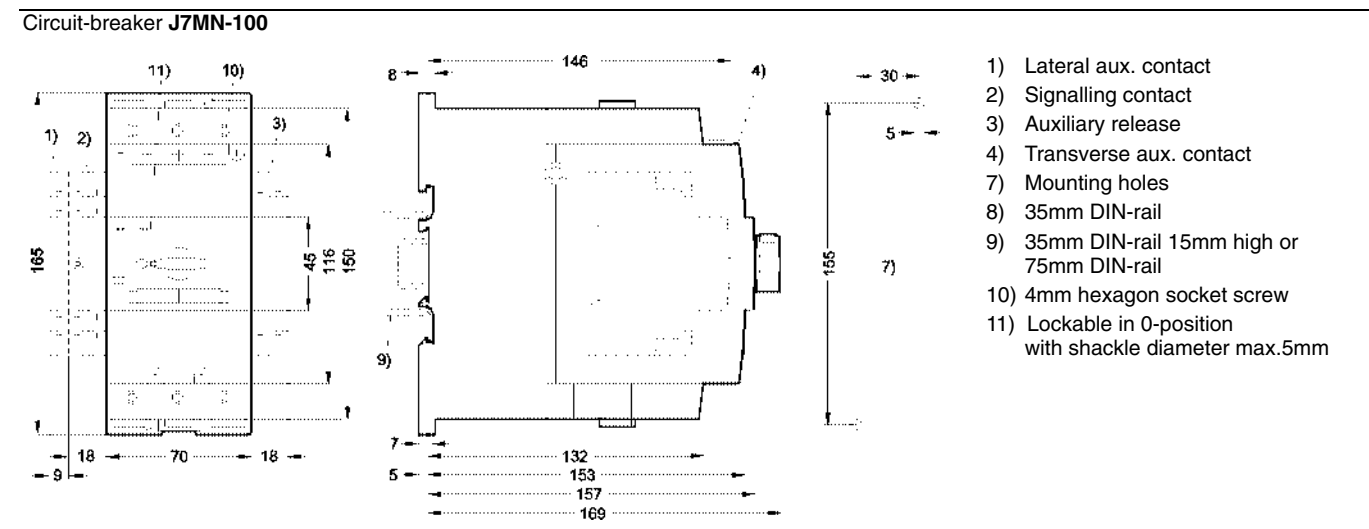 Circuit-breaker J7MN-100
11)
10)
1)
2)
3)
165
45
116
150
18
70
18
9
8
146
4)
9)
7
5
132
153
157
169
30
5
155
7)
1) Lateral aux. contact
2) Signalling contact
3) Auxiliary release
4) Transverse aux. contact
7) Mounting holes
8) 35mm DIN-rail
9) 35mm DIN-rail 15mm high or
75mm DIN-rail
10) 4mm hexagon socket screw
11) Lockable in 0-position
with shackle diameter max.5mm